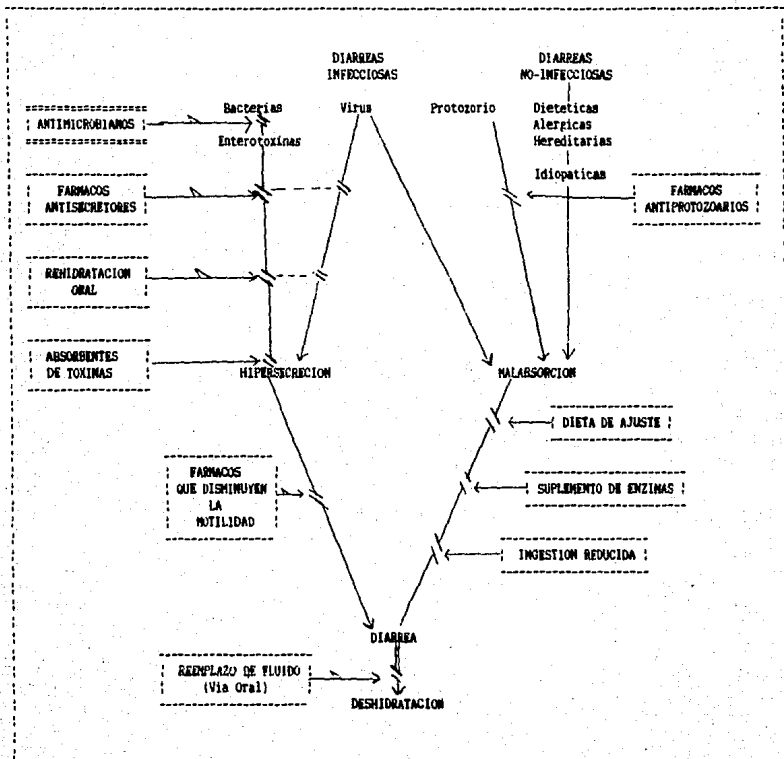 DIARREAS
INFECCIOSAS
DIARREAS
NO-INFECCIOSAS
Bacterias
Virus
Protozorio
Dieteticas
Alergicas
Hereditarias
Idiopaticas
ANTIMICROBIANOS
Enterotoxinas
FARMACOS
ANTISECRETORES
FARMACOS
ANTIPROTOZOARIOS
REHIDRATACION
ORAL
ABSORBENTES
DE TOXINAS
HIPERSECRECION
MALABSORCION
DIETA DE AJUSTE
FARMACOS
QUE DISMINUYEN
LA
MOTILIDAD
SUPLEMENTO DE ENZIMAS
INGESTION REDUCIDA
DIARREA
REEMPLAZO DE FLUIDO
(Via Oral)
DESHIDRATACION